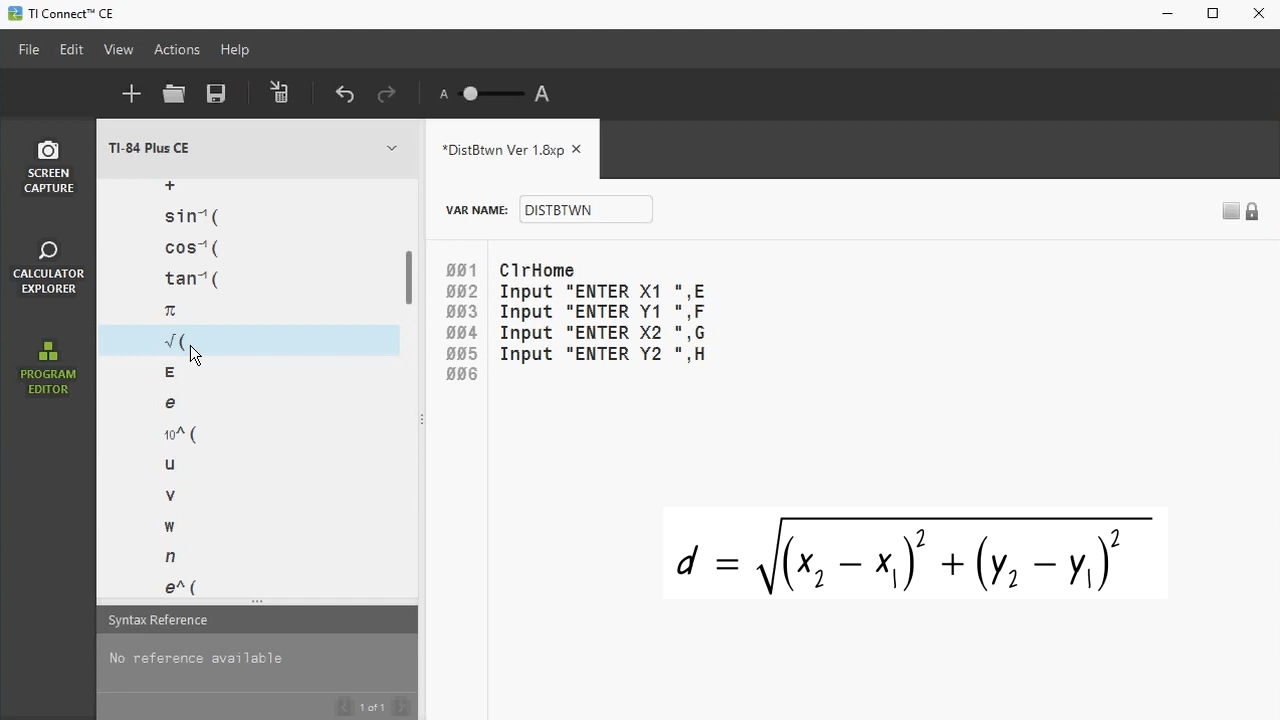 TI Connect™ CE
File Edit View Actions Help
A A
SCREEN CAPTURE
CALCULATOR EXPLORER
PROGRAM EDITOR
TI-84 Plus CE
+
sin⁻¹(
cos⁻¹(
tan⁻¹(
π
√(
E
e
10^(
u
v
w
n
e^(
Syntax Reference
No reference available
1 of 1
*DistBtwn Ver 1.8xp ✕
VAR NAME: DISTBTWN
001 ClrHome
002 Input "ENTER X1 ",E
003 Input "ENTER Y1 ",F
004 Input "ENTER X2 ",G
005 Input "ENTER Y2 ",H
006
d = √(x₂ − x₁)² + (y₂ − y₁)²